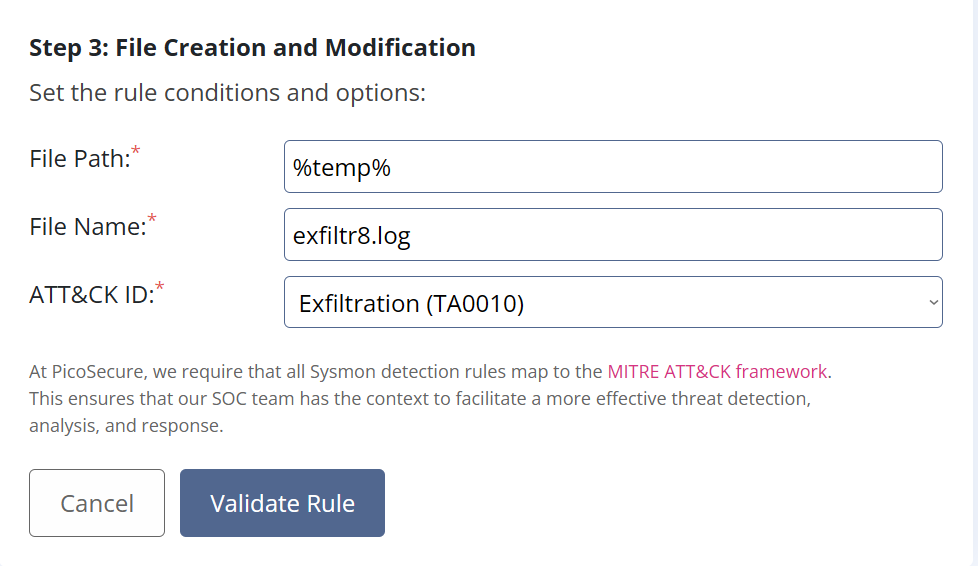 Step 3: File Creation and Modification
Set the rule conditions and options:
File Path:*
%temp%
File Name:*
exfiltr8.log
ATT&CK ID:*
Exfiltration (TA0010)
At PicoSecure, we require that all Sysmon detection rules map to the MITRE ATT&CK framework.
This ensures that our SOC team has the context to facilitate a more effective threat detection,
analysis, and response.
Cancel
Validate Rule